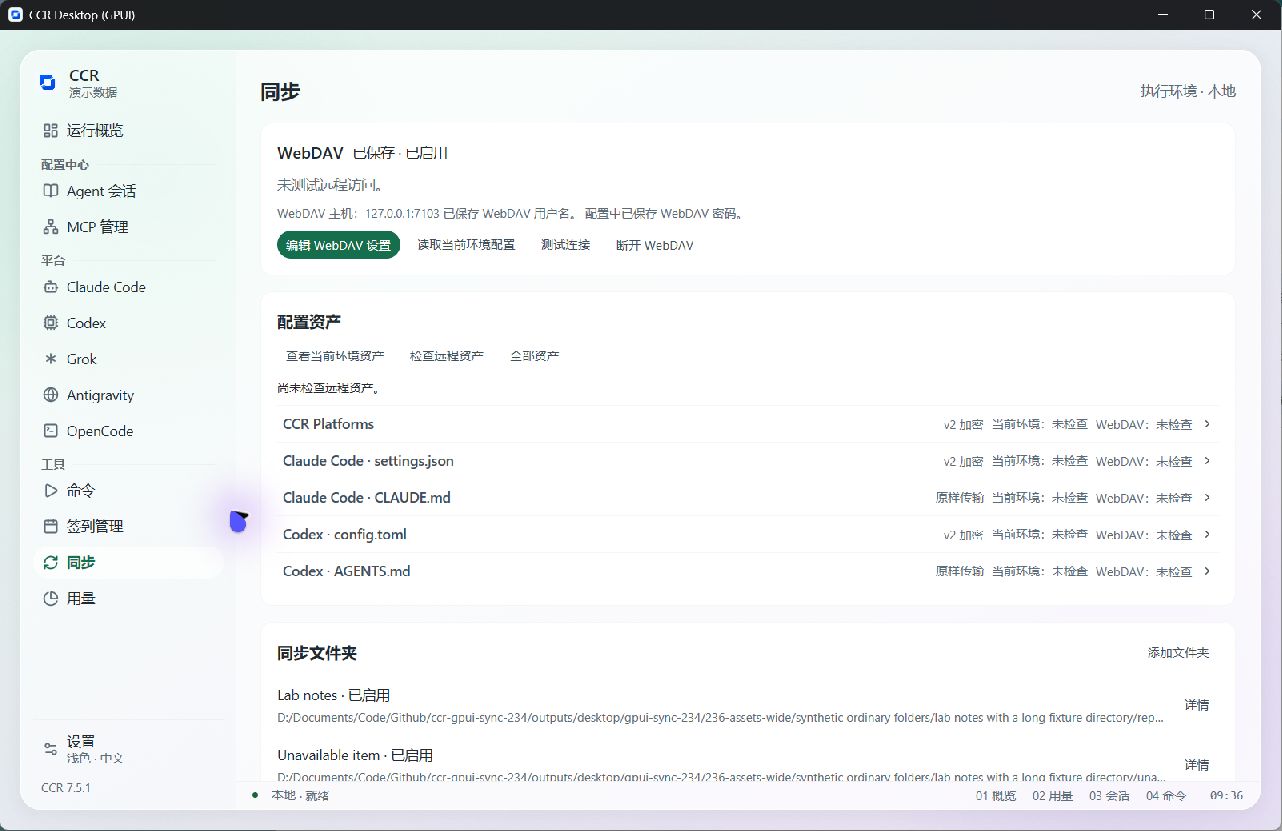 CCR Desktop (GPUI)
CCR
演示数据
运行概览
配置中心
Agent 会话
MCP 管理
平台
Claude Code
Codex
Grok
Antigravity
OpenCode
工具
命令
签到管理
同步
用量
设置
浅色 · 中文
CCR 7.5.1
同步
执行环境 · 本地
WebDAV 已保存 · 已启用
未测试远程访问。
WebDAV 主机：127.0.0.1:7103 已保存 WebDAV 用户名。 配置中已保存 WebDAV 密码。
编辑 WebDAV 设置 读取当前环境配置 测试连接 断开 WebDAV
配置资产
查看当前环境资产 检查远程资产 全部资产
尚未检查远程资产。
CCR Platforms v2 加密 当前环境：未检查 WebDAV：未检查
Claude Code · settings.json v2 加密 当前环境：未检查 WebDAV：未检查
Claude Code · CLAUDE.md 原样传输 当前环境：未检查 WebDAV：未检查
Codex · config.toml v2 加密 当前环境：未检查 WebDAV：未检查
Codex · AGENTS.md 原样传输 当前环境：未检查 WebDAV：未检查
同步文件夹 添加文件夹
Lab notes · 已启用
D:/Documents/Code/Github/ccr-gpui-sync-234/outputs/desktop/gpui-sync-234/236-assets-wide/synthetic ordinary folders/lab notes with a long fixture directory/rep...
详情
Unavailable item · 已启用
D:/Documents/Code/Github/ccr-gpui-sync-234/outputs/desktop/gpui-sync-234/236-assets-wide/synthetic ordinary folders/lab notes with a long fixture directory/una...
详情
本地 · 就绪 01 概览 02 用量 03 会话 04 命令 09:36